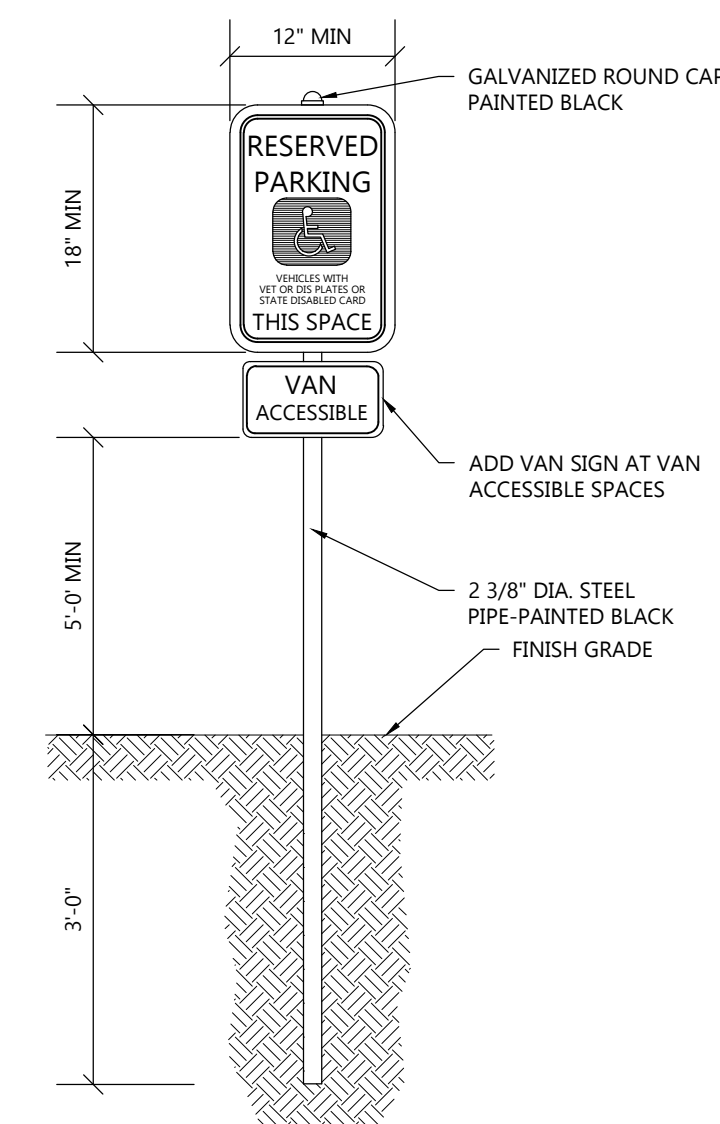 12" MIN
GALVANIZED ROUND CAP
PAINTED BLACK
18" MIN
RESERVED
PARKING
VEHICLES WITH
VET OR DIS PLATES OR
STATE DISABLED CARD
THIS SPACE
VAN
ACCESSIBLE
ADD VAN SIGN AT VAN
ACCESSIBLE SPACES
5'-0' MIN
2 3/8" DIA. STEEL
PIPE-PAINTED BLACK
FINISH GRADE
3'-0"